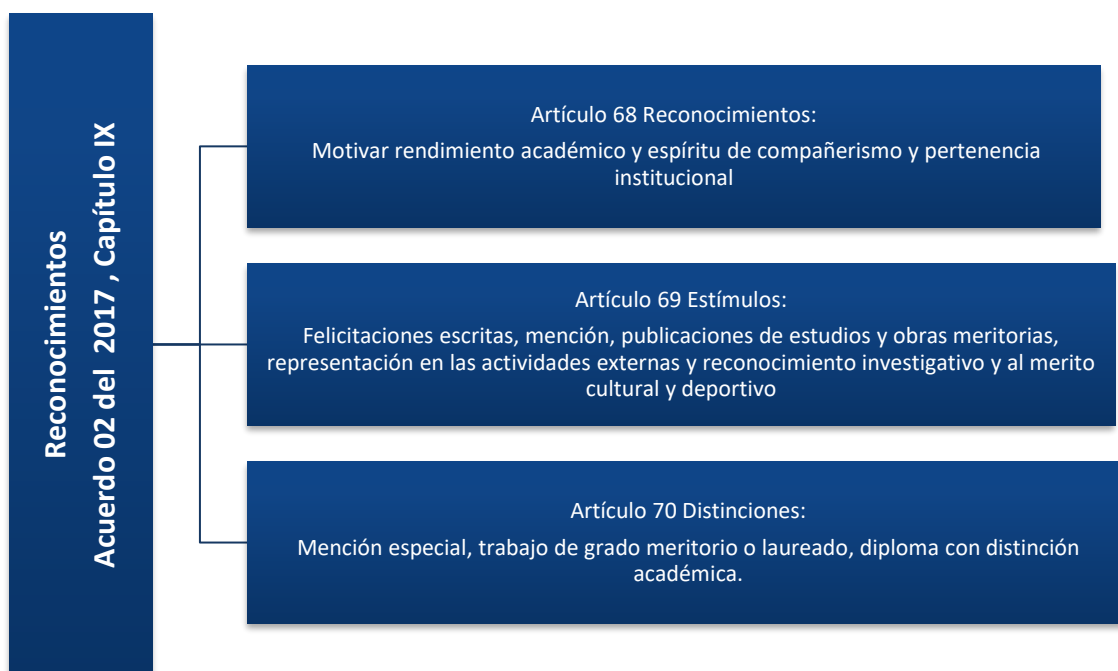 Reconocimientos
Acuerdo 02 del 2017 , Capítulo IX
Artículo 68 Reconocimientos:
Motivar rendimiento académico y espíritu de compañerismo y pertenencia
institucional
Artículo 69 Estímulos:
Felicitaciones escritas, mención, publicaciones de estudios y obras meritorias,
representación en las actividades externas y reconocimiento investigativo y al merito
cultural y deportivo
Artículo 70 Distinciones:
Mención especial, trabajo de grado meritorio o laureado, diploma con distinción
académica.